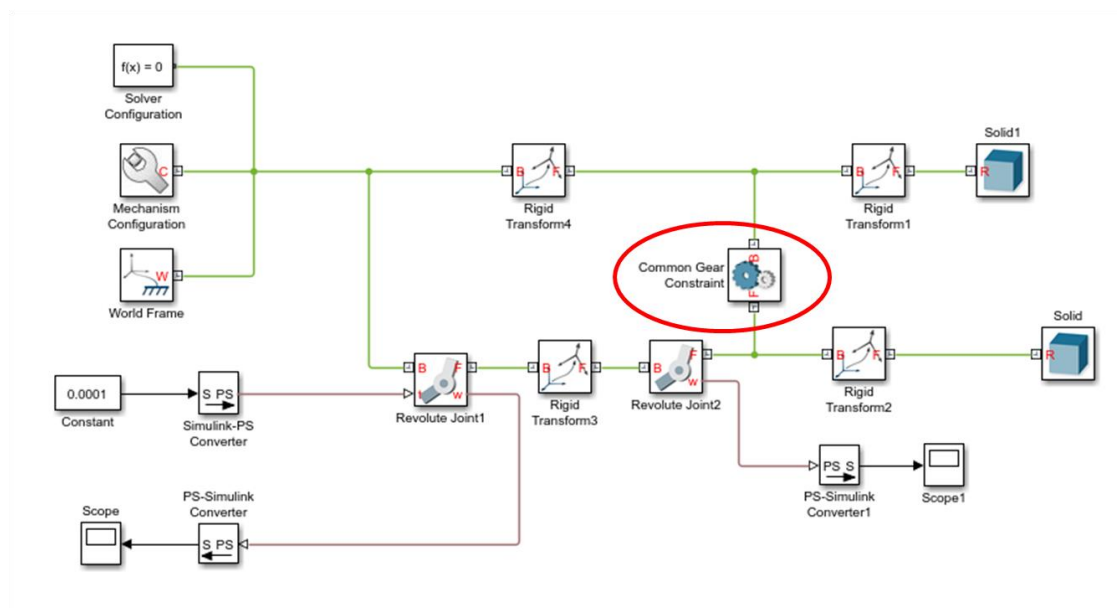 f(x) = 0
Solver
Configuration
C
Mechanism
Configuration
W
World Frame
B F
Rigid
Transform4
B F
Rigid
Transform1
Solid1
R
Common Gear
Constraint
B
F
B F
t w
Revolute Joint1
B F
Rigid
Transform3
B F
w
Revolute Joint2
B F
Rigid
Transform2
Solid
R
0.0001
Constant
S PS
Simulink-PS
Converter
PS S
PS-Simulink
Converter1
Scope1
Scope
PS-Simulink
Converter
S PS